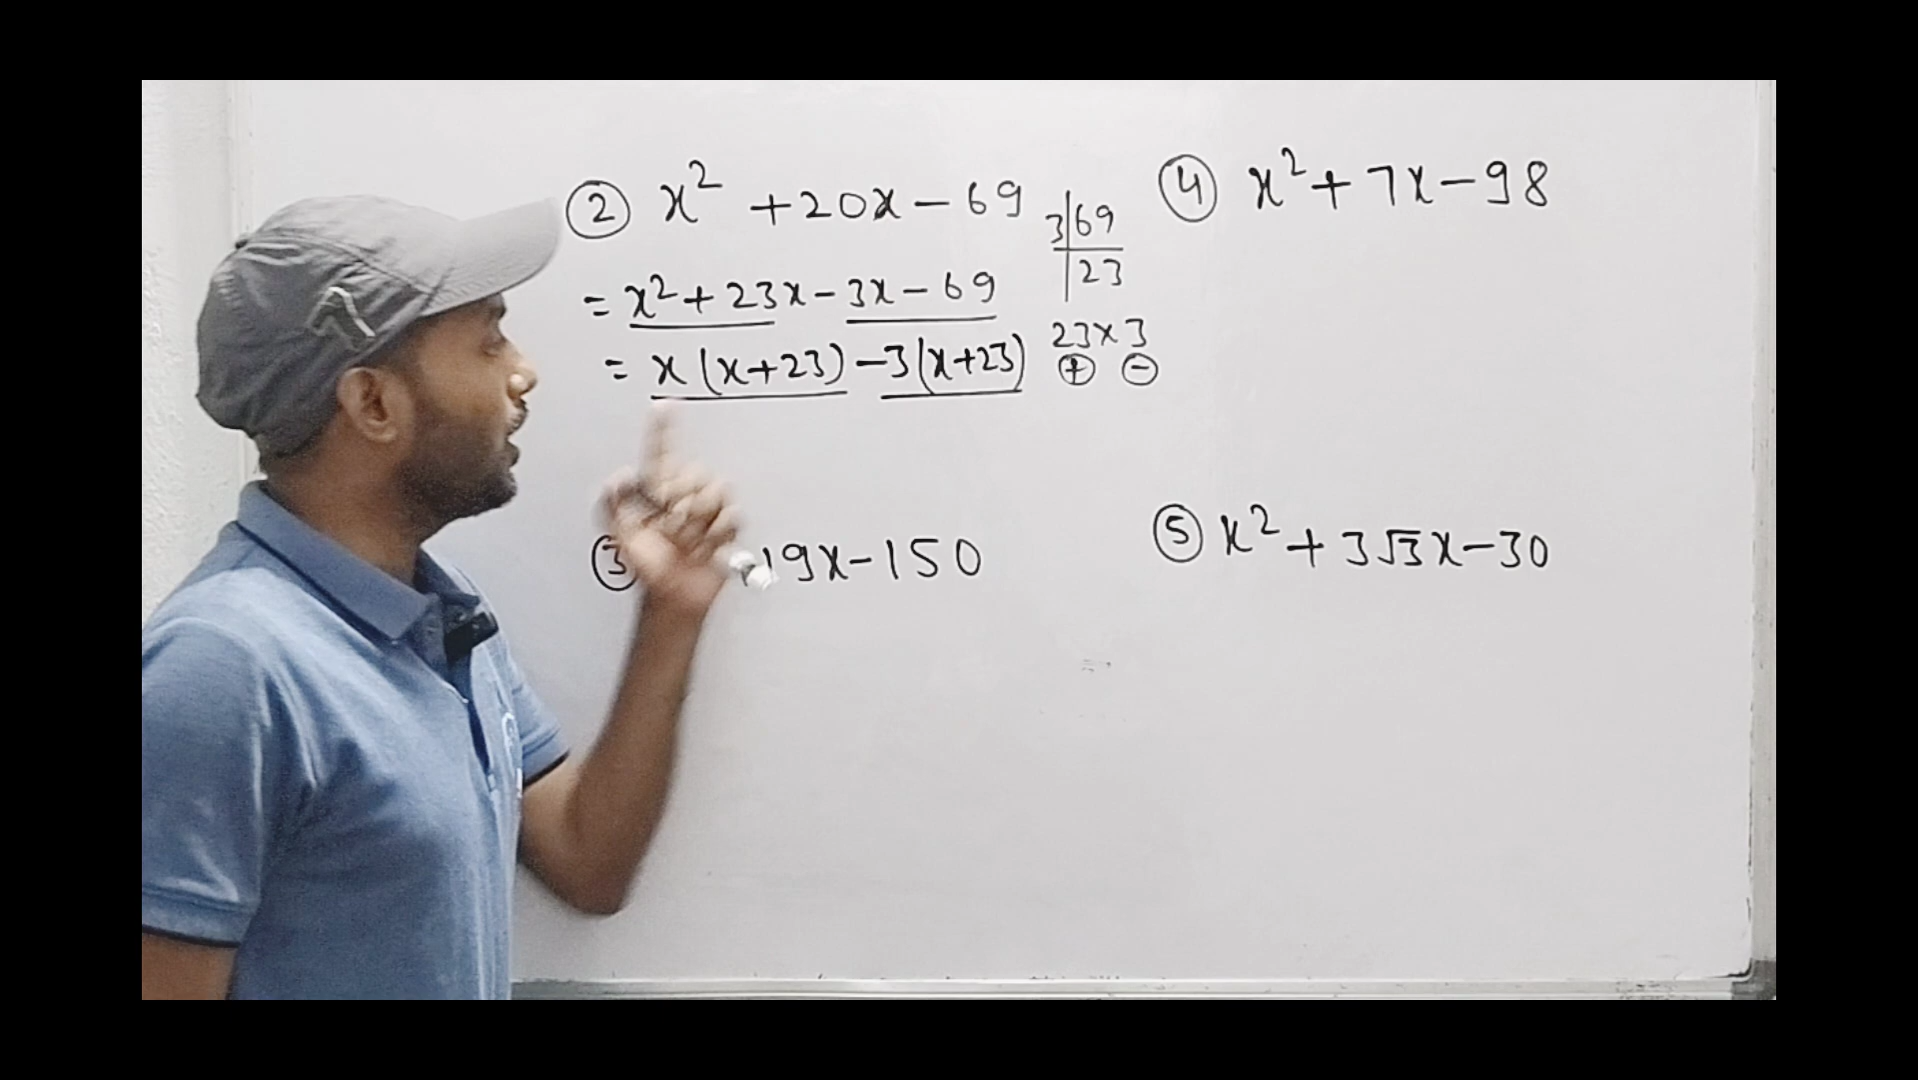 ② x² + 20x - 69
= x² + 23x - 3x - 69
= x (x+23) - 3 (x+23)
3|69
|23
23 × 3
⊕ ⊖
③ 19x - 150
④ x² + 7x - 98
⑤ x² + 3√3x - 30